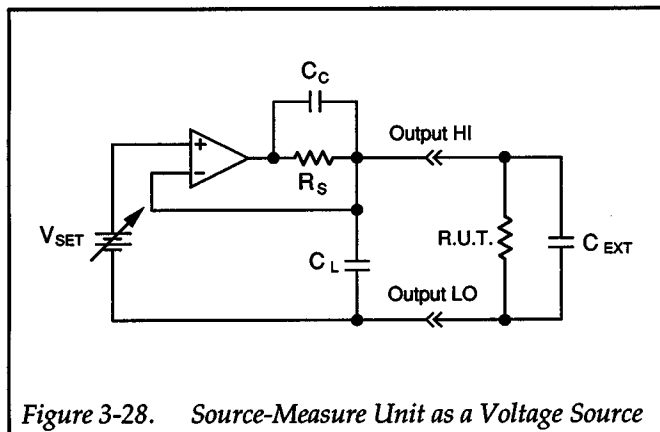 C_C
+
Output HI
−
R_S
V_SET
R.U.T.
C_EXT
C_L
Output LO
Figure 3-28. Source-Measure Unit as a Voltage Source